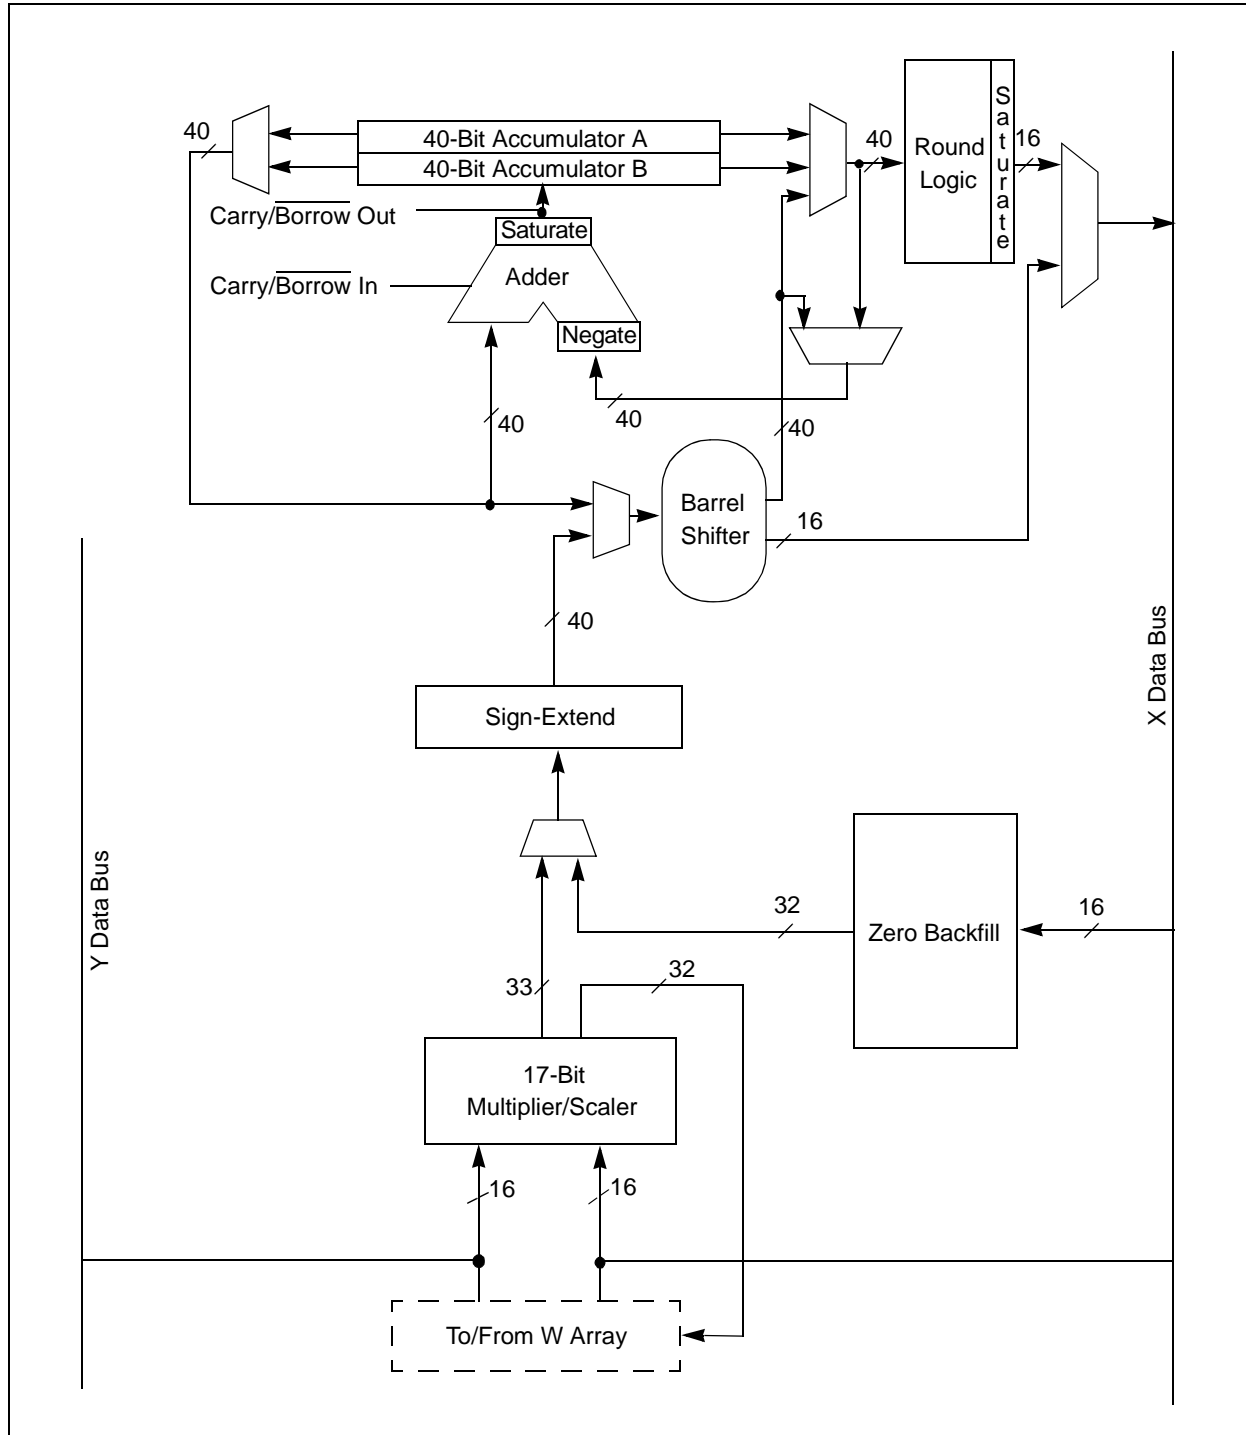 40
40-Bit Accumulator A
40-Bit Accumulator B
40
Round
Logic
Saturate
16
Carry/Borrow Out
Saturate
Carry/Borrow In
Adder
Negate
40
40
40
Barrel
Shifter
16
40
Sign-Extend
X Data Bus
Y Data Bus
32
Zero Backfill
16
33
32
17-Bit
Multiplier/Scaler
16
16
To/From W Array